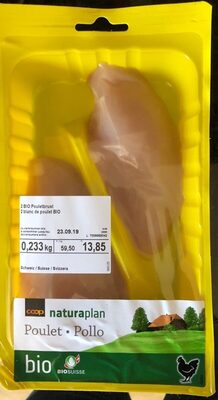 2 BIO Pouletbrust
2 blanc de poulet BIO
23.09.19
0,233 kg
59,50
13,85
Schweiz / Suisse / Svizzera
coop naturaplan
Poulet • Pollo
bio BIOSUISSE